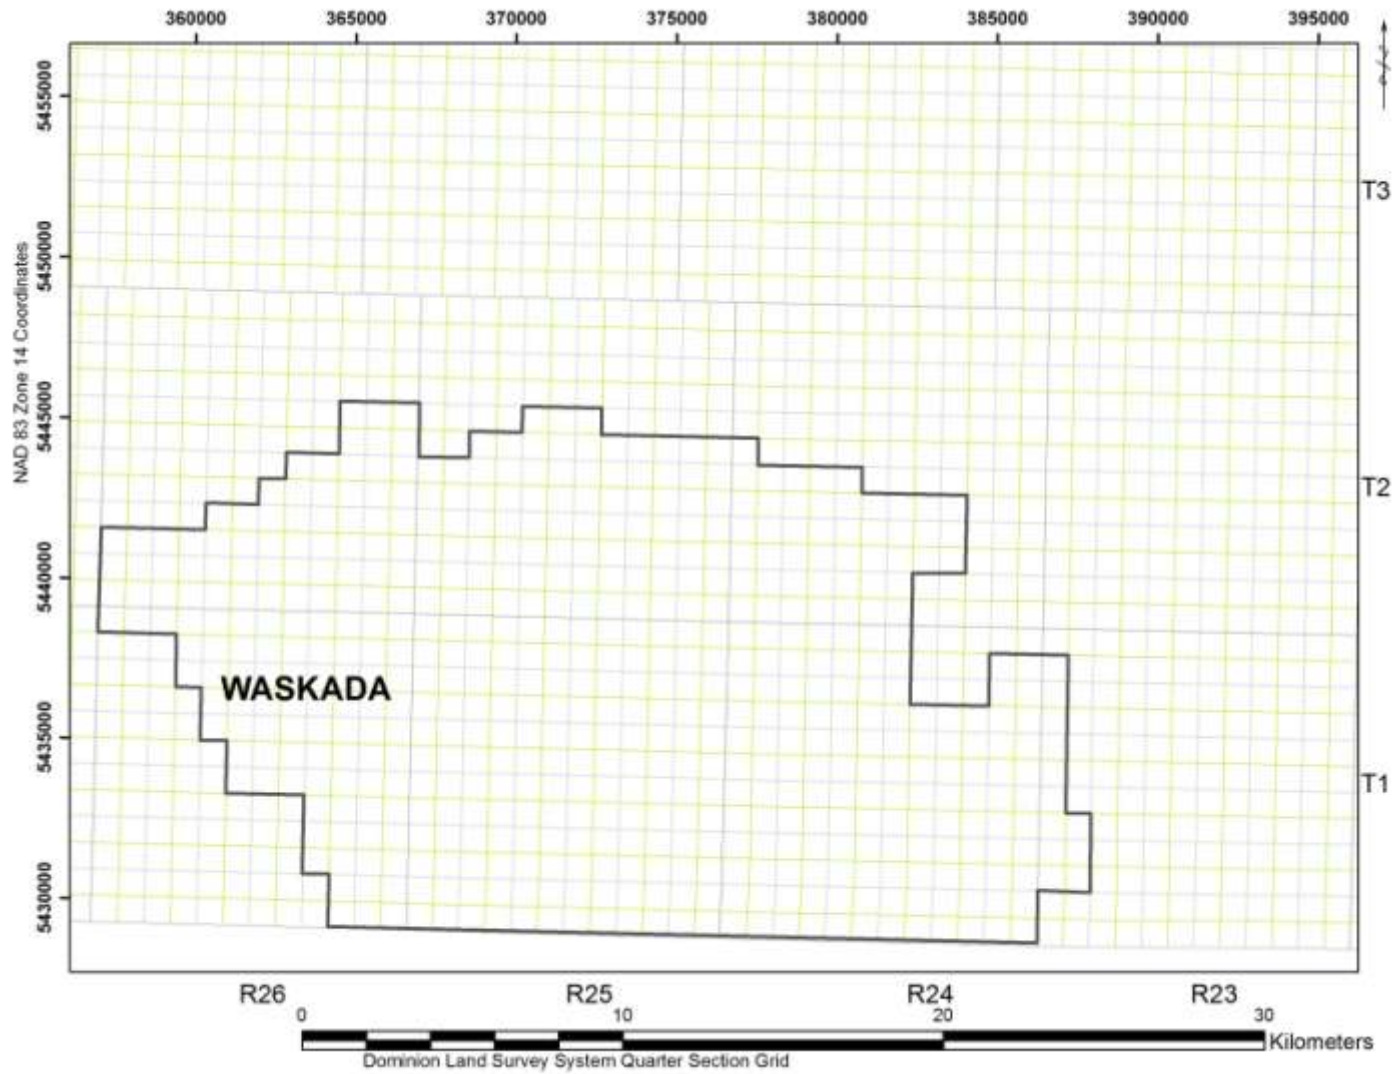 360000 365000 370000 375000 380000 385000 390000 395000
5455000
5450000
5445000
5440000
5435000
5430000
NAD 83 Zone 14 Coordinates
T3
T2
T1
WASKADA
R26 R25 R24 R23
0 10 20 30
Kilometers
Dominion Land Survey System Quarter Section Grid